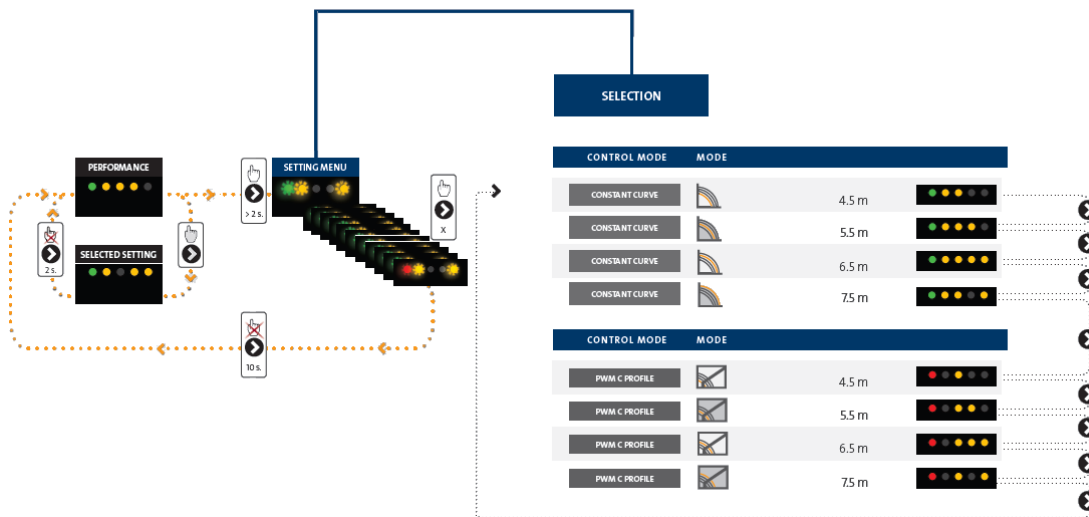 SELECTION
PERFORMANCE
SELECTED SETTING
2 s.
> 2 s.
SETTING MENU
X
10 s.
CONTROL MODE MODE
CONSTANT CURVE 4.5 m
CONSTANT CURVE 5.5 m
CONSTANT CURVE 6.5 m
CONSTANT CURVE 7.5 m
CONTROL MODE MODE
PWM C PROFILE 4.5 m
PWM C PROFILE 5.5 m
PWM C PROFILE 6.5 m
PWM C PROFILE 7.5 m